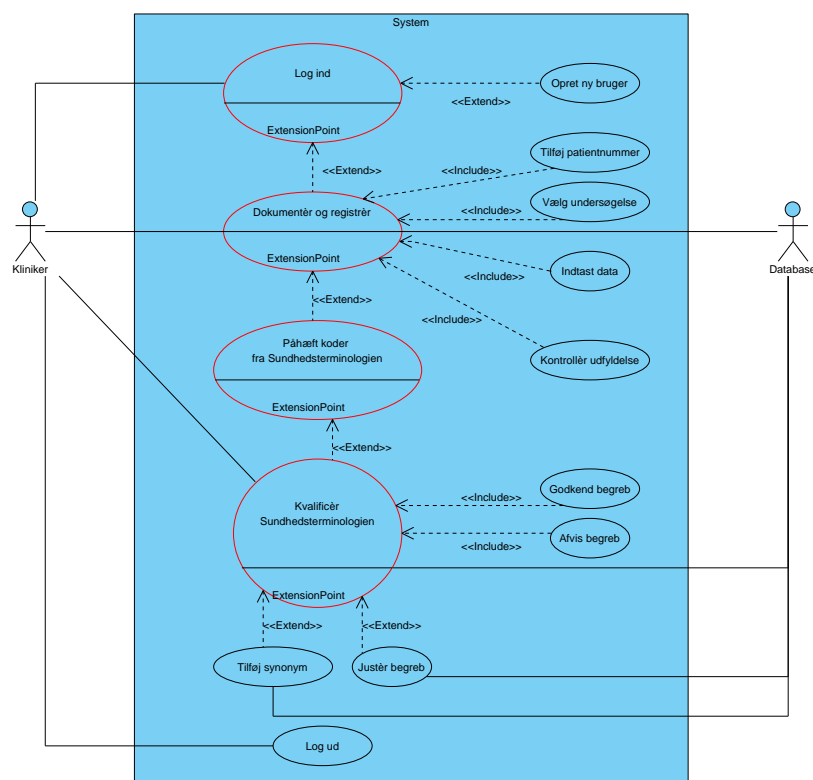 System
Log ind
Opret ny bruger
<<Extend>>
ExtensionPoint
Tilføj patientnummer
<<Extend>>
<<Include>>
Dokumentèr og registrèr
Vælg undersøgelse
<<Include>>
Kliniker
ExtensionPoint
Indtast data
Database
<<Include>>
<<Extend>>
<<Include>>
Påhæft koder
fra Sundhedsterminologien
Kontrollèr udfyldelse
ExtensionPoint
<<Extend>>
Godkend begreb
<<Include>>
Kvalificèr
Sundhedsterminologien
Afvis begreb
<<Include>>
ExtensionPoint
<<Extend>>
<<Extend>>
Tilføj synonym
Justèr begreb
Log ud